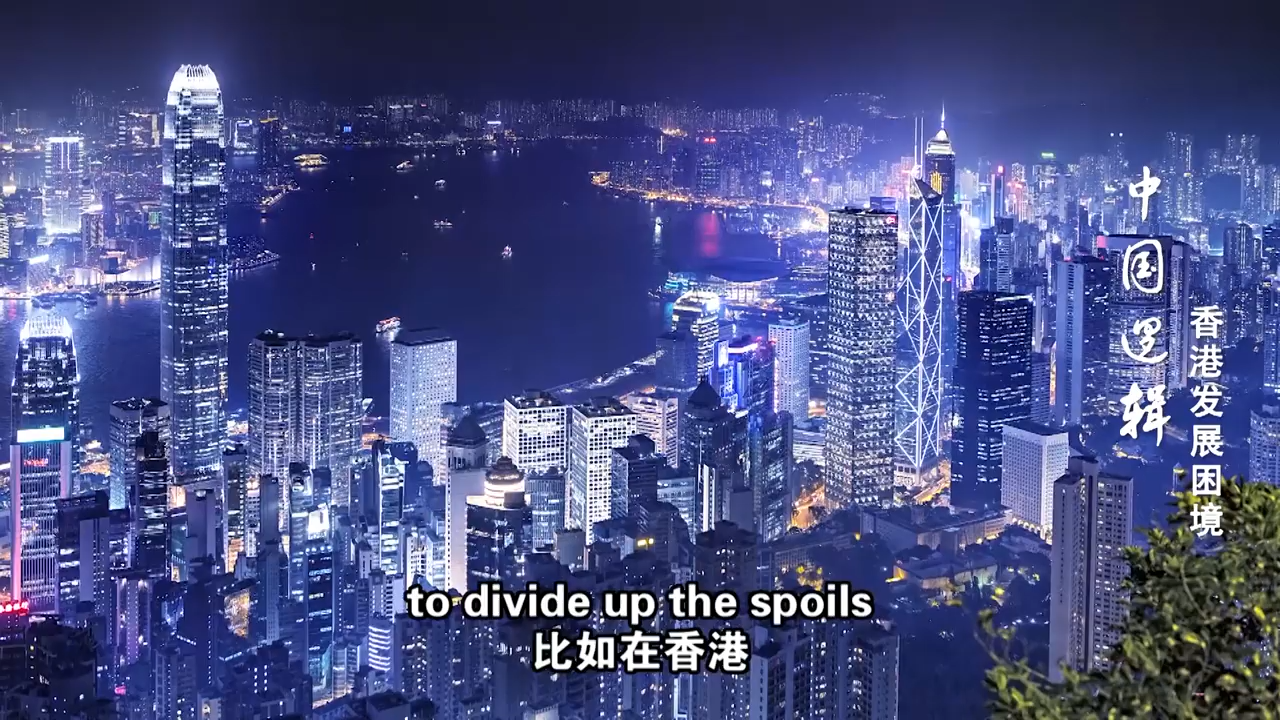 中国逻辑
香港发展困境
to divide up the spoils
比如在香港